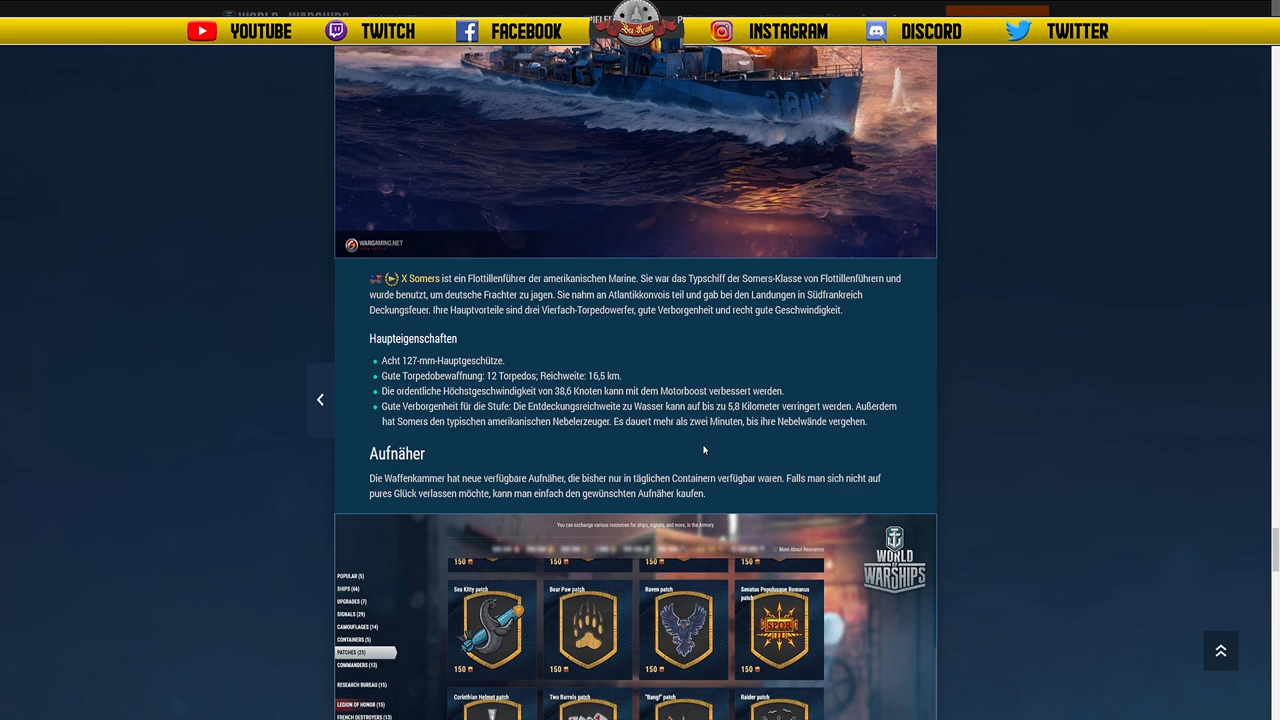 YOUTUBE TWITCH FACEBOOK Sea Rents INSTAGRAM DISCORD TWITTER
WARGAMING.NET
X Somers ist ein Flottillenführer der amerikanischen Marine. Sie war das Typschiff der Somers-Klasse von Flottillenführern und
wurde benutzt, um deutsche Frachter zu jagen. Sie nahm an Atlantikkonvois teil und gab bei den Landungen in Südfrankreich
Deckungsfeuer. Ihre Hauptvorteile sind drei Vierfach-Torpedowerfer, gute Verborgenheit und recht gute Geschwindigkeit.
Haupteigenschaften
Acht 127-mm-Hauptgeschütze.
Gute Torpedobewaffnung: 12 Torpedos; Reichweite: 16,5 km.
Die ordentliche Höchstgeschwindigkeit von 38,6 Knoten kann mit dem Motorboost verbessert werden.
Gute Verborgenheit für die Stufe: Die Entdeckungsreichweite zu Wasser kann auf bis zu 5,8 Kilometer verringert werden. Außerdem
hat Somers den typischen amerikanischen Nebelerzeuger. Es dauert mehr als zwei Minuten, bis ihre Nebelwände vergehen.
Aufnäher
Die Waffenkammer hat neue verfügbare Aufnäher, die bisher nur in täglichen Containern verfügbar waren. Falls man sich nicht auf
pures Glück verlassen möchte, kann man einfach den gewünschten Aufnäher kaufen.
You can exchange various resources for ships, signals, and more, in the Armory.
More About Resources
WORLD OF WARSHIPS
150 150 150 150
POPULAR (5)
SHIPS (66)
UPGRADES (7)
SIGNALS (29)
CAMOUFLAGES (14)
CONTAINERS (5)
PATCHES (25)
COMMANDERS (13)
RESEARCH BUREAU (15)
LEGION OF HONOR (15)
FRENCH DESTROYERS (13)
Sea Kitty patch Bear Paw patch Raven patch Senatus Populusque Romanus patch
SPQR
150 150 150 150
Corinthian Helmet patch Two Barrels patch "Bang!" patch Raider patch